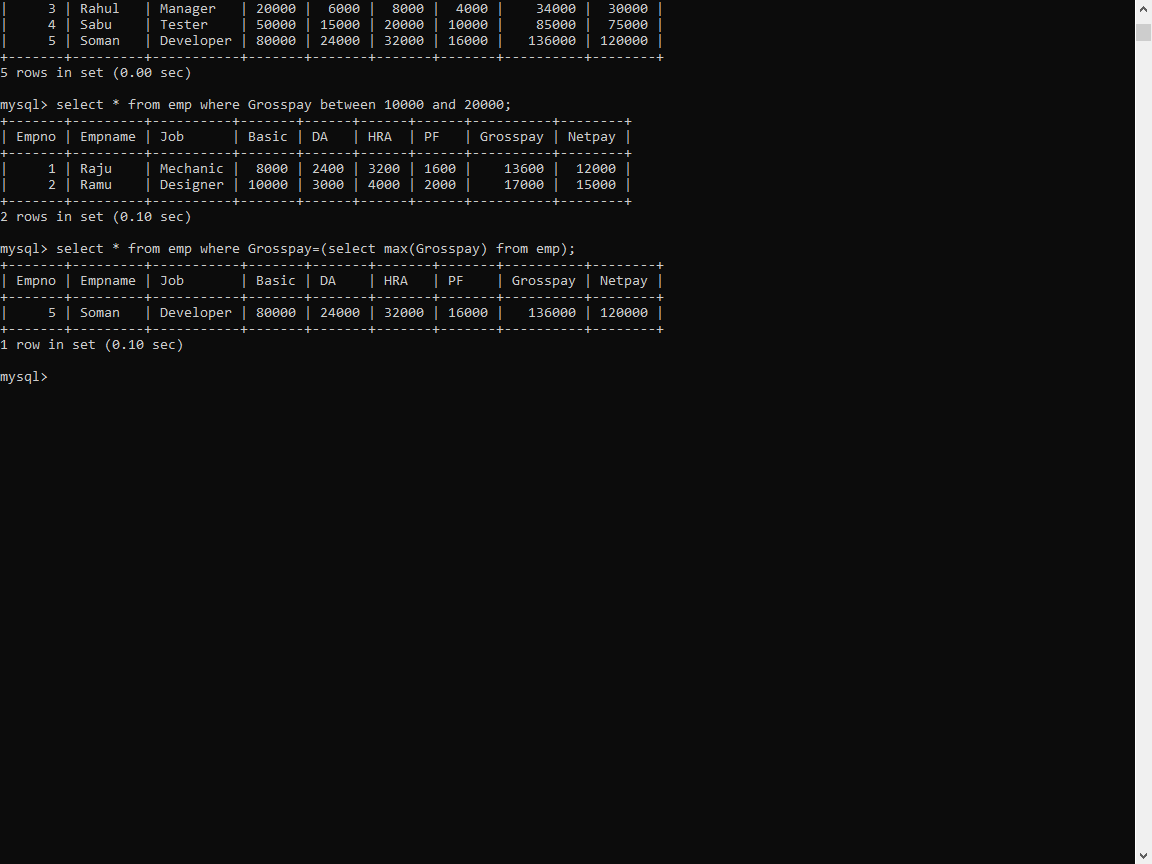 |     3 | Rahul   | Manager   | 20000 |  6000 |  8000 |  4000 |    34000 |  30000 |
|     4 | Sabu    | Tester    | 50000 | 15000 | 20000 | 10000 |    85000 |  75000 |
|     5 | Soman   | Developer | 80000 | 24000 | 32000 | 16000 |   136000 | 120000 |
+-------+---------+-----------+-------+-------+-------+-------+----------+--------+
5 rows in set (0.00 sec)

mysql> select * from emp where Grosspay between 10000 and 20000;
+-------+---------+----------+-------+------+------+------+----------+--------+
| Empno | Empname | Job      | Basic | DA   | HRA  | PF   | Grosspay | Netpay |
+-------+---------+----------+-------+------+------+------+----------+--------+
|     1 | Raju    | Mechanic |  8000 | 2400 | 3200 | 1600 |    13600 |  12000 |
|     2 | Ramu    | Designer | 10000 | 3000 | 4000 | 2000 |    17000 |  15000 |
+-------+---------+----------+-------+------+------+------+----------+--------+
2 rows in set (0.10 sec)

mysql> select * from emp where Grosspay=(select max(Grosspay) from emp);
+-------+---------+-----------+-------+-------+-------+-------+----------+--------+
| Empno | Empname | Job       | Basic | DA    | HRA   | PF    | Grosspay | Netpay |
+-------+---------+-----------+-------+-------+-------+-------+----------+--------+
|     5 | Soman   | Developer | 80000 | 24000 | 32000 | 16000 |   136000 | 120000 |
+-------+---------+-----------+-------+-------+-------+-------+----------+--------+
1 row in set (0.10 sec)

mysql>